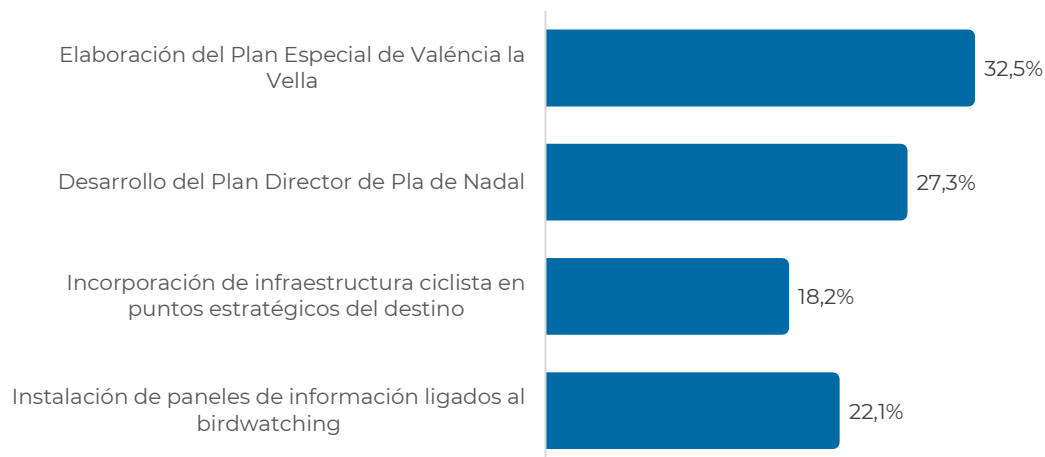 Elaboración del Plan Especial de Valéncia la
Vella
32,5%
Desarrollo del Plan Director de Pla de Nadal
27,3%
Incorporación de infraestructura ciclista en
puntos estratégicos del destino
18,2%
Instalación de paneles de información ligados al
birdwatching
22,1%